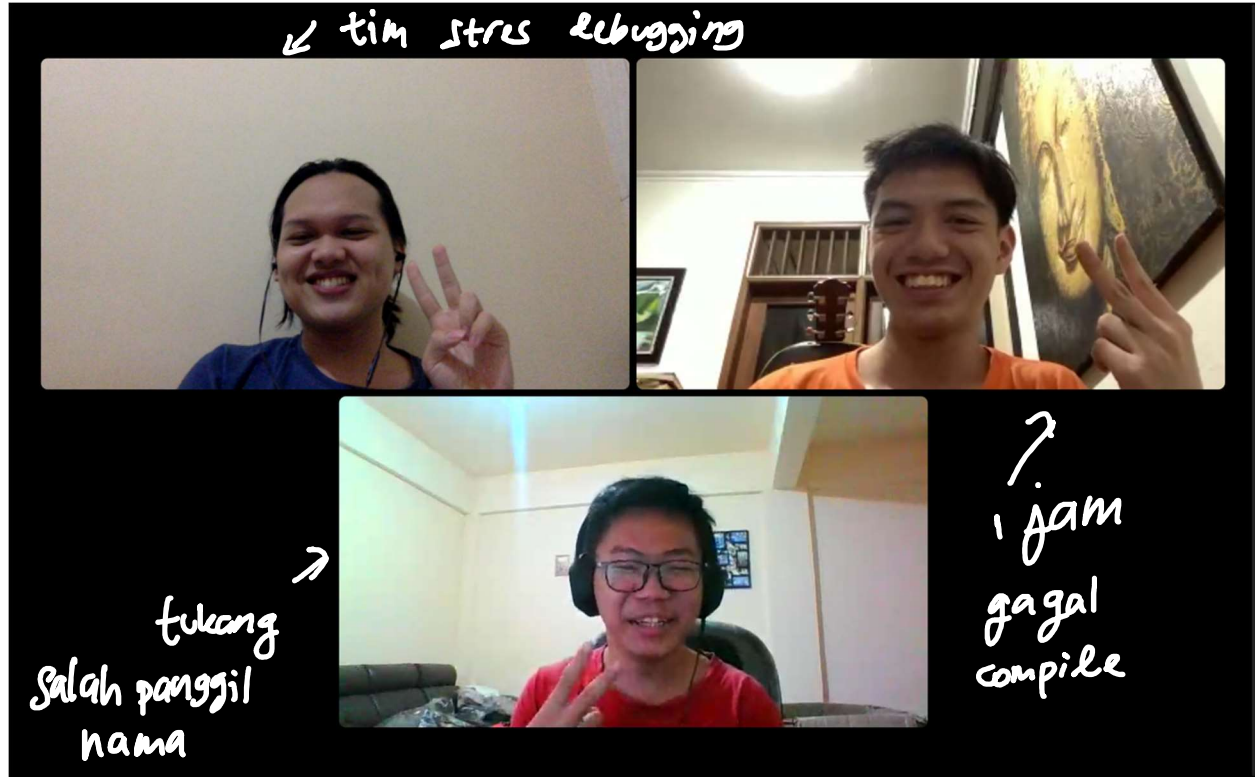 tim stres debugging
1 jam
gagal
compile
tukang
salah panggil
nama